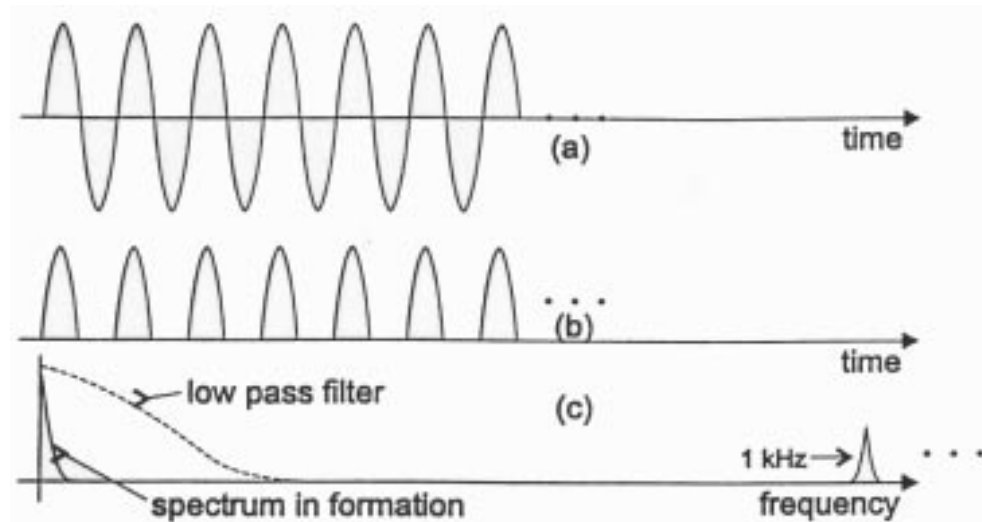 (a)
time
(b)
time
low pass filter
(c)
1 kHz
spectrum in formation
frequency